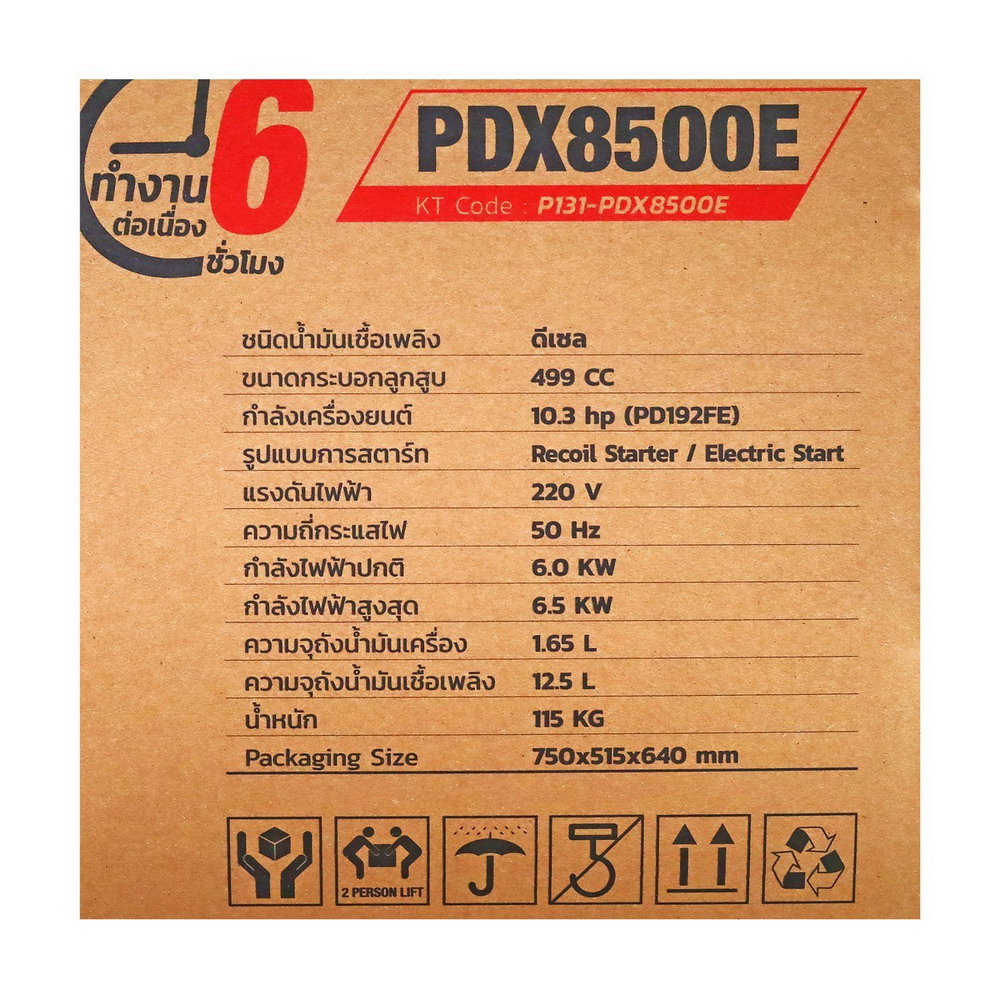 ทำงาน
ต่อเนื่อง
6
ชั่วโมง
PDX8500E
KT Code : P131-PDX8500E
ชนิดน้ำมันเชื้อเพลิง ดีเซล
ขนาดกระบอกลูกสูบ 499 CC
กำลังเครื่องยนต์ 10.3 hp (PD192FE)
รูปแบบการสตาร์ท Recoil Starter / Electric Start
แรงดันไฟฟ้า 220 V
ความถี่กระแสไฟ 50 Hz
กำลังไฟฟ้าปกติ 6.0 KW
กำลังไฟฟ้าสูงสุด 6.5 KW
ความจุถังน้ำมันเครื่อง 1.65 L
ความจุถังน้ำมันเชื้อเพลิง 12.5 L
น้ำหนัก 115 KG
Packaging Size 750x515x640 mm
2 PERSON LIFT